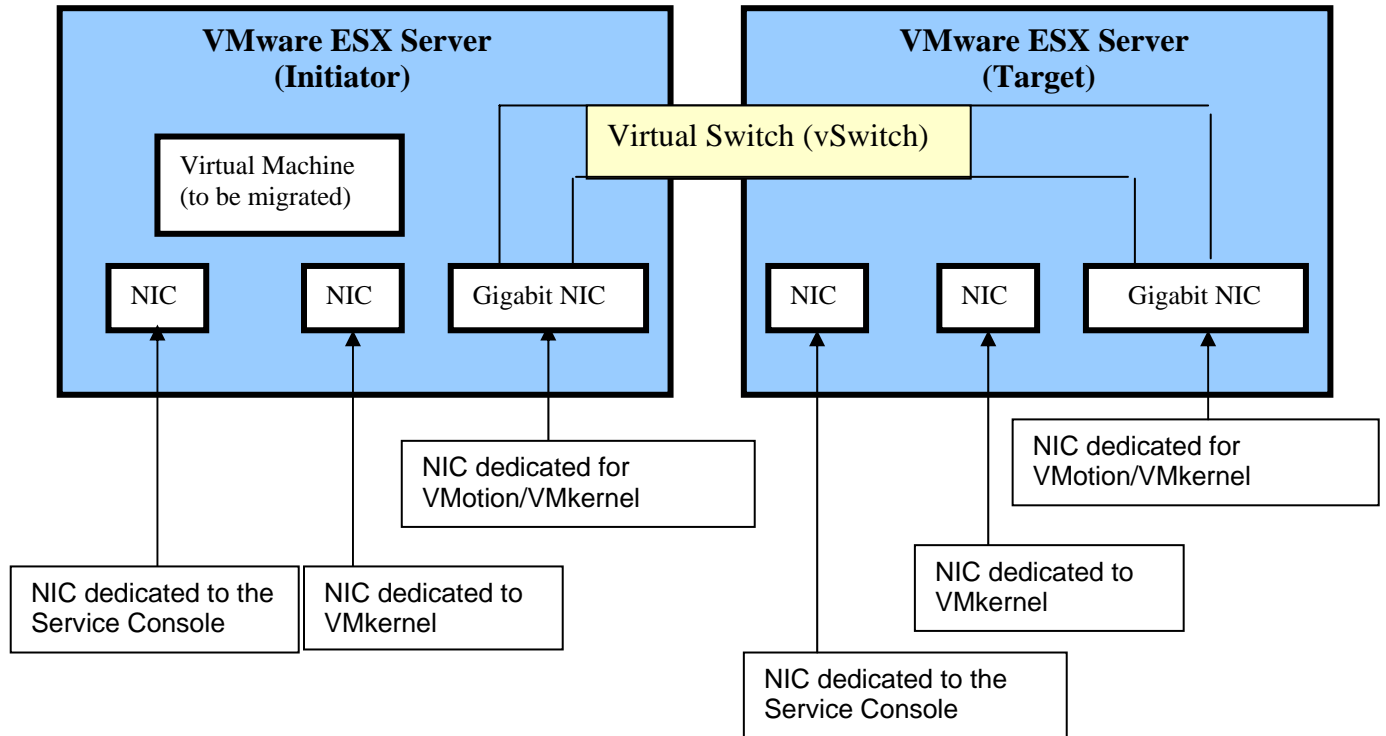 VMware ESX Server
(Initiator)
VMware ESX Server
(Target)
Virtual Switch (vSwitch)
Virtual Machine
(to be migrated)
NIC
NIC
Gigabit NIC
NIC
NIC
Gigabit NIC
NIC dedicated for
VMotion/VMkernel
NIC dedicated for
VMotion/VMkernel
NIC dedicated to the
Service Console
NIC dedicated to
VMkernel
NIC dedicated to
VMkernel
NIC dedicated to the
Service Console